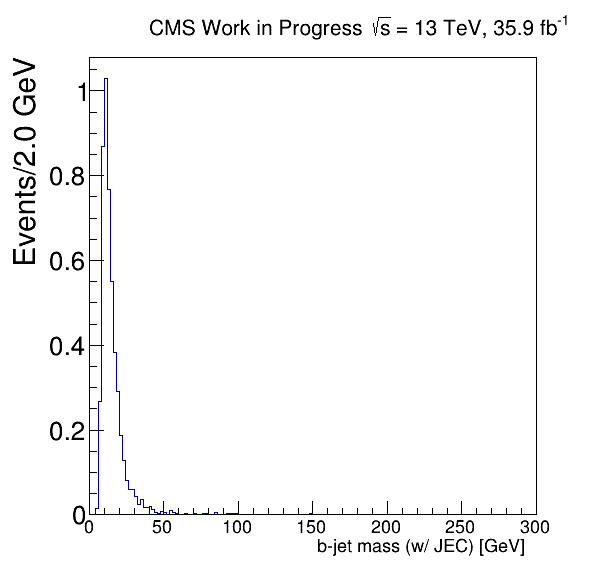 CMS Work in Progress √s = 13 TeV, 35.9 fb⁻¹
Events/2.0 GeV
1
0.8
0.6
0.4
0.2
0
0 50 100 150 200 250 300
b-jet mass (w/ JEC) [GeV]